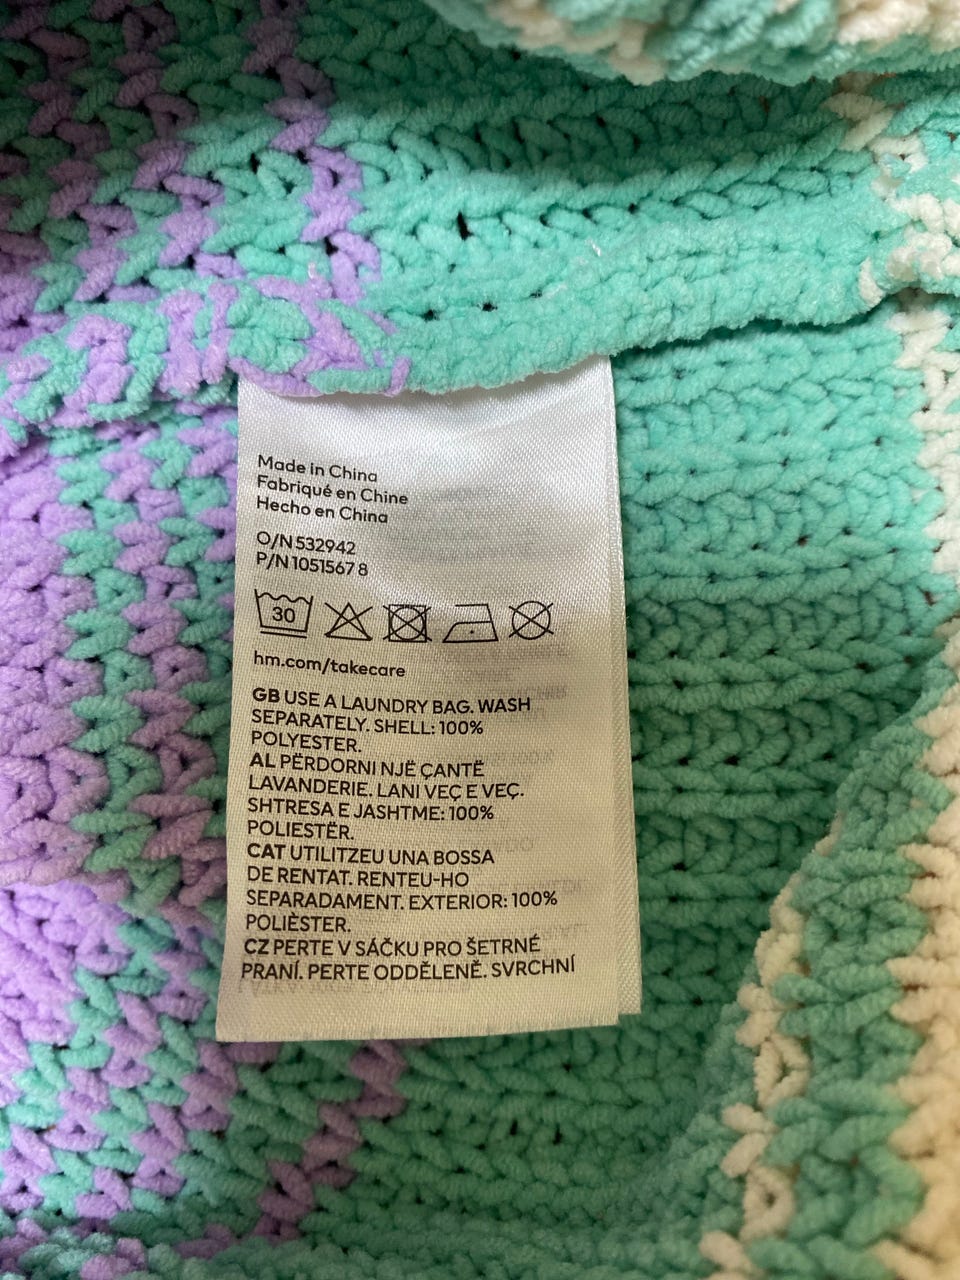 Made in China
Fabriqué en Chine
Hecho en China
O/N 532942
P/N 1051567 8
30
hm.com/takecare
GB USE A LAUNDRY BAG. WASH
SEPARATELY. SHELL: 100%
POLYESTER.
AL PËRDORNI NJË ÇANTË
LAVANDERIE. LANI VEÇ E VEÇ.
SHTRESA E JASHTME: 100%
POLIESTËR.
CAT UTILITZEU UNA BOSSA
DE RENTAT. RENTEU-HO
SEPARADAMENT. EXTERIOR: 100%
POLIÈSTER.
CZ PERTE V SÁČKU PRO ŠETRNÉ
PRANÍ. PERTE ODDĚLENĚ. SVRCHNÍ